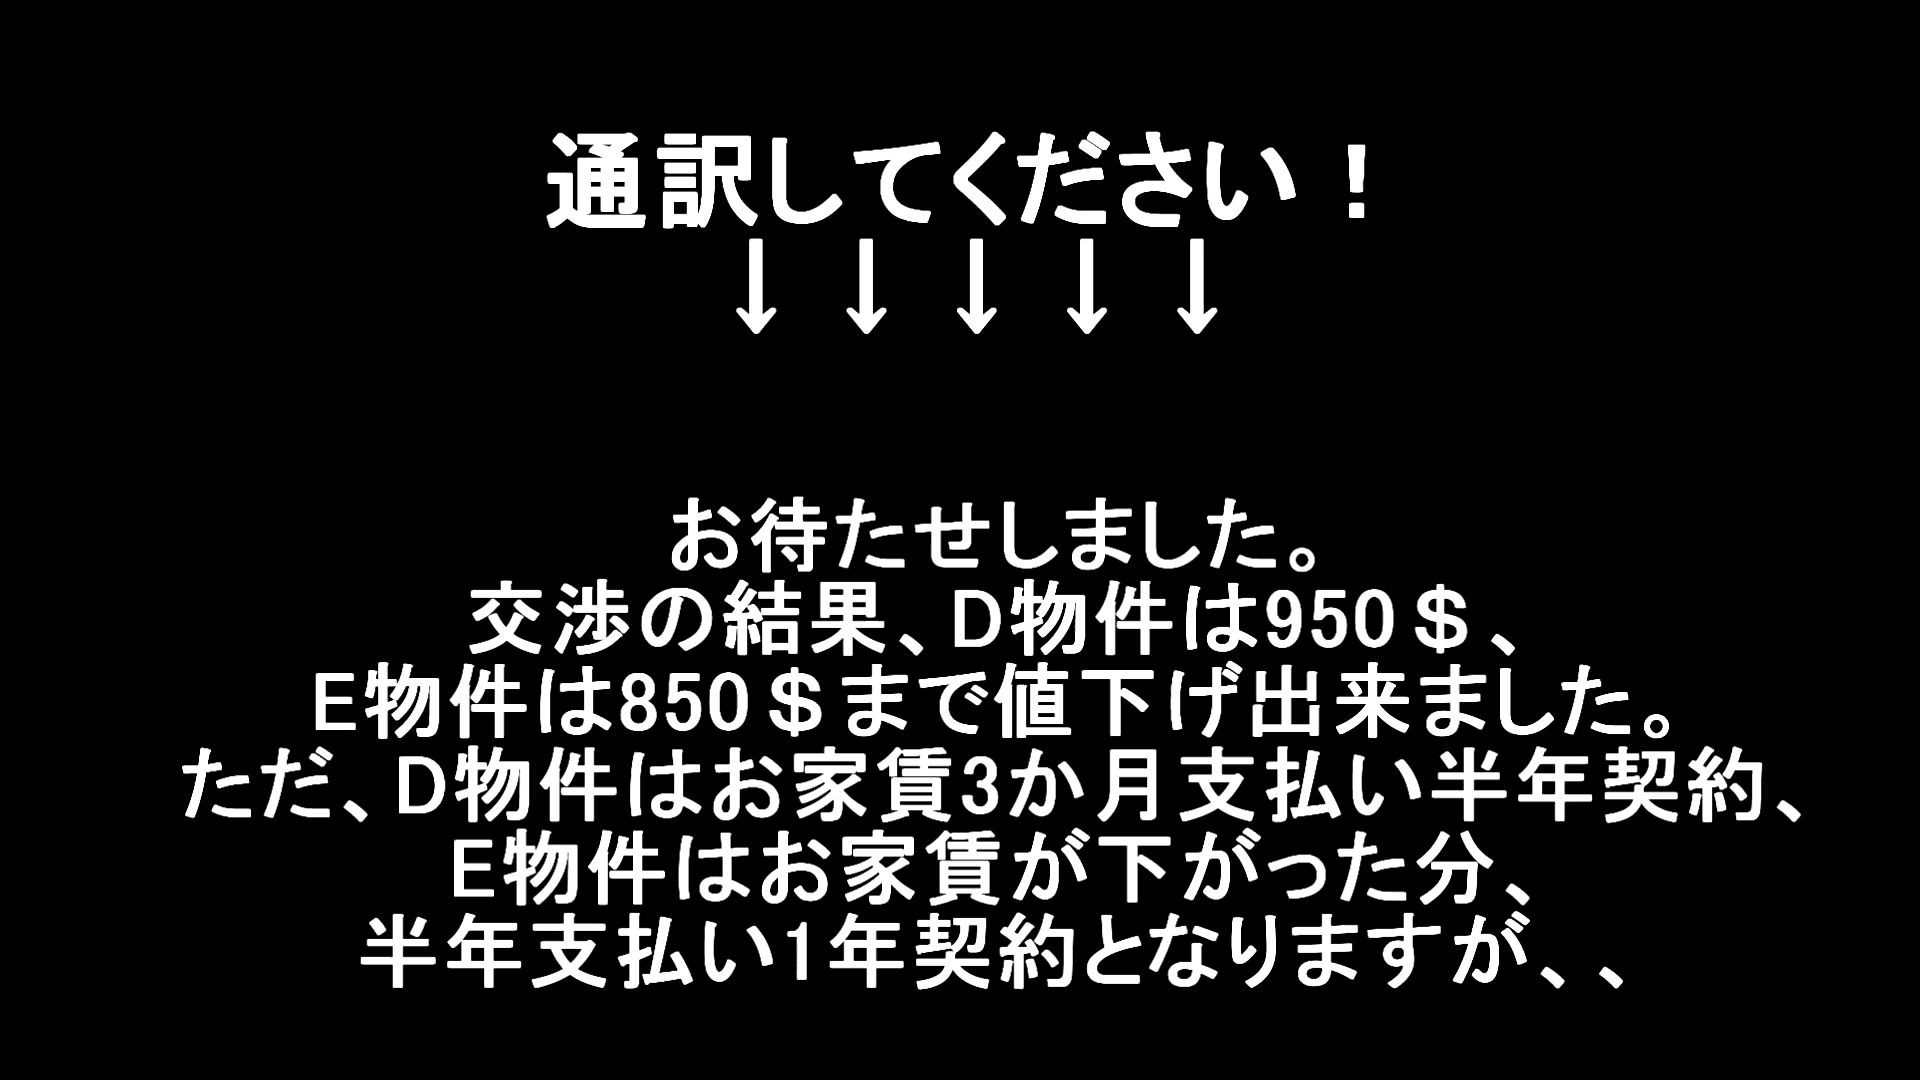 通訳してください！
↓↓↓↓↓
お待たせしました。
交渉の結果、D物件は950＄、
E物件は850＄まで値下げ出来ました。
ただ、D物件はお家賃3か月支払い半年契約、
E物件はお家賃が下がった分、
半年支払い1年契約となりますが、、